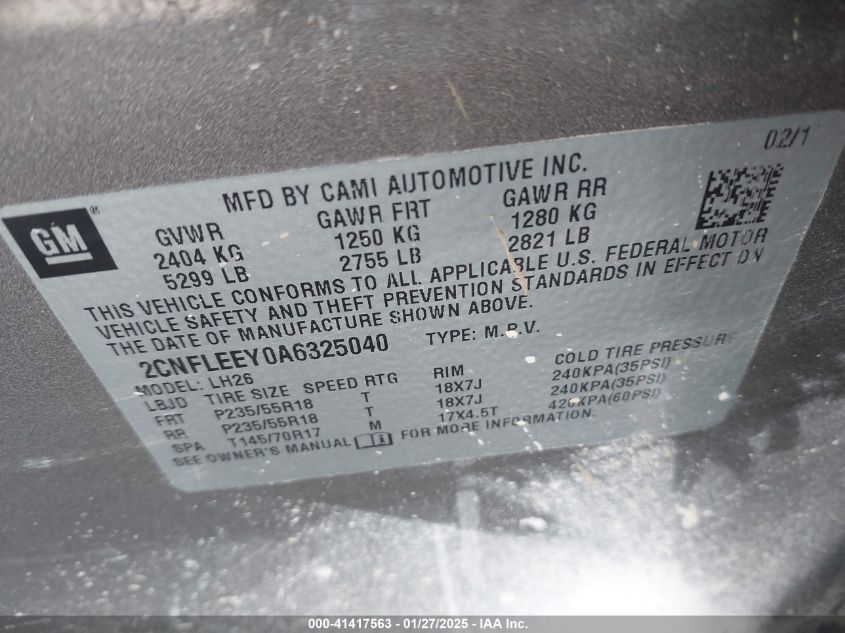 02/1
MFD BY CAMI AUTOMOTIVE INC.
GM®
GVWR GAWR FRT GAWR RR
2404 KG 1250 KG 1280 KG
5299 LB 2755 LB 2821 LB
THIS VEHICLE CONFORMS TO ALL APPLICABLE U.S. FEDERAL MOTOR
VEHICLE SAFETY AND THEFT PREVENTION STANDARDS IN EFFECT ON
THE DATE OF MANUFACTURE SHOWN ABOVE.
2CNFLEEY0A6325040 TYPE: M.P.V.
MODEL: LH26
LBJD TIRE SIZE SPEED RTG RIM COLD TIRE PRESSURE
FRT P235/55R18 T 18X7J 240KPA(35PSI)
RR P235/55R18 T 18X7J 240KPA(35PSI)
SPA T145/70R17 M 17X4.5T 420KPA(60PSI)
SEE OWNER'S MANUAL FOR MORE INFORMATION.
000-41417563 — 01/27/2025 — IAA Inc.